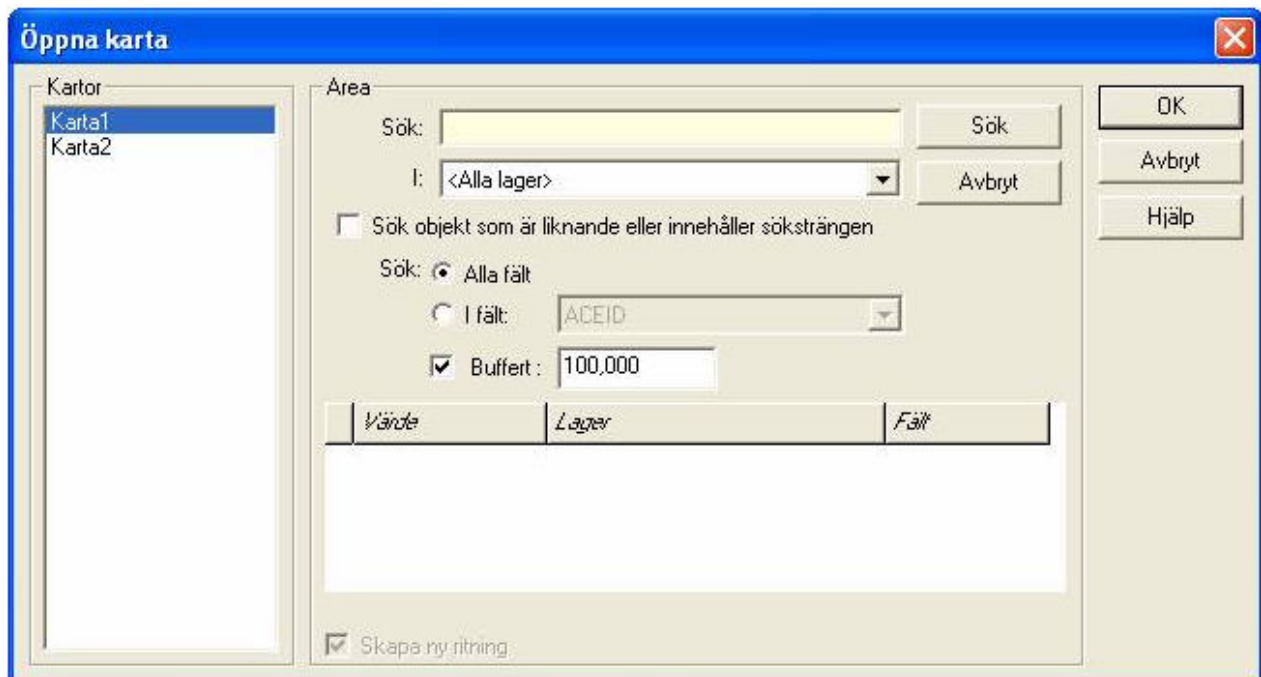 Öppna karta
Kartor
Karta1
Karta2
Area
Sök:
Sök
I: <Alla lager>
Avbryt
Sök objekt som är liknande eller innehåller söksträngen
Sök: Alla fält
I fält: ACEID
Buffert : 100,000
Värde Lager Fält
Skapa ny ritning
OK
Avbryt
Hjälp